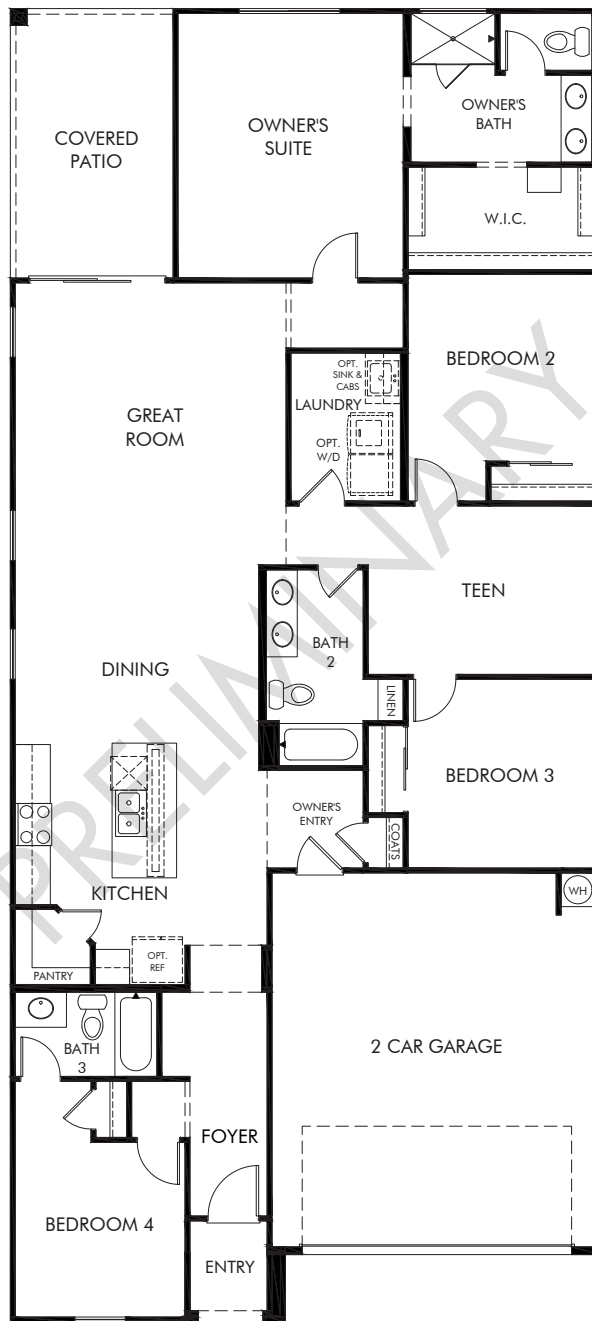 COVERED
PATIO
OWNER'S
SUITE
OWNER'S
BATH
W.I.C.
BEDROOM 2
OPT.
SINK &
CABS
LAUNDRY
OPT.
W/D
GREAT
ROOM
TEEN
BATH
2
DINING
LINEN
BEDROOM 3
OWNER'S
ENTRY
COATS
KITCHEN
WH
OPT.
REF
PANTRY
BATH
3
2 CAR GARAGE
FOYER
BEDROOM 4
ENTRY
PRELIMINARY